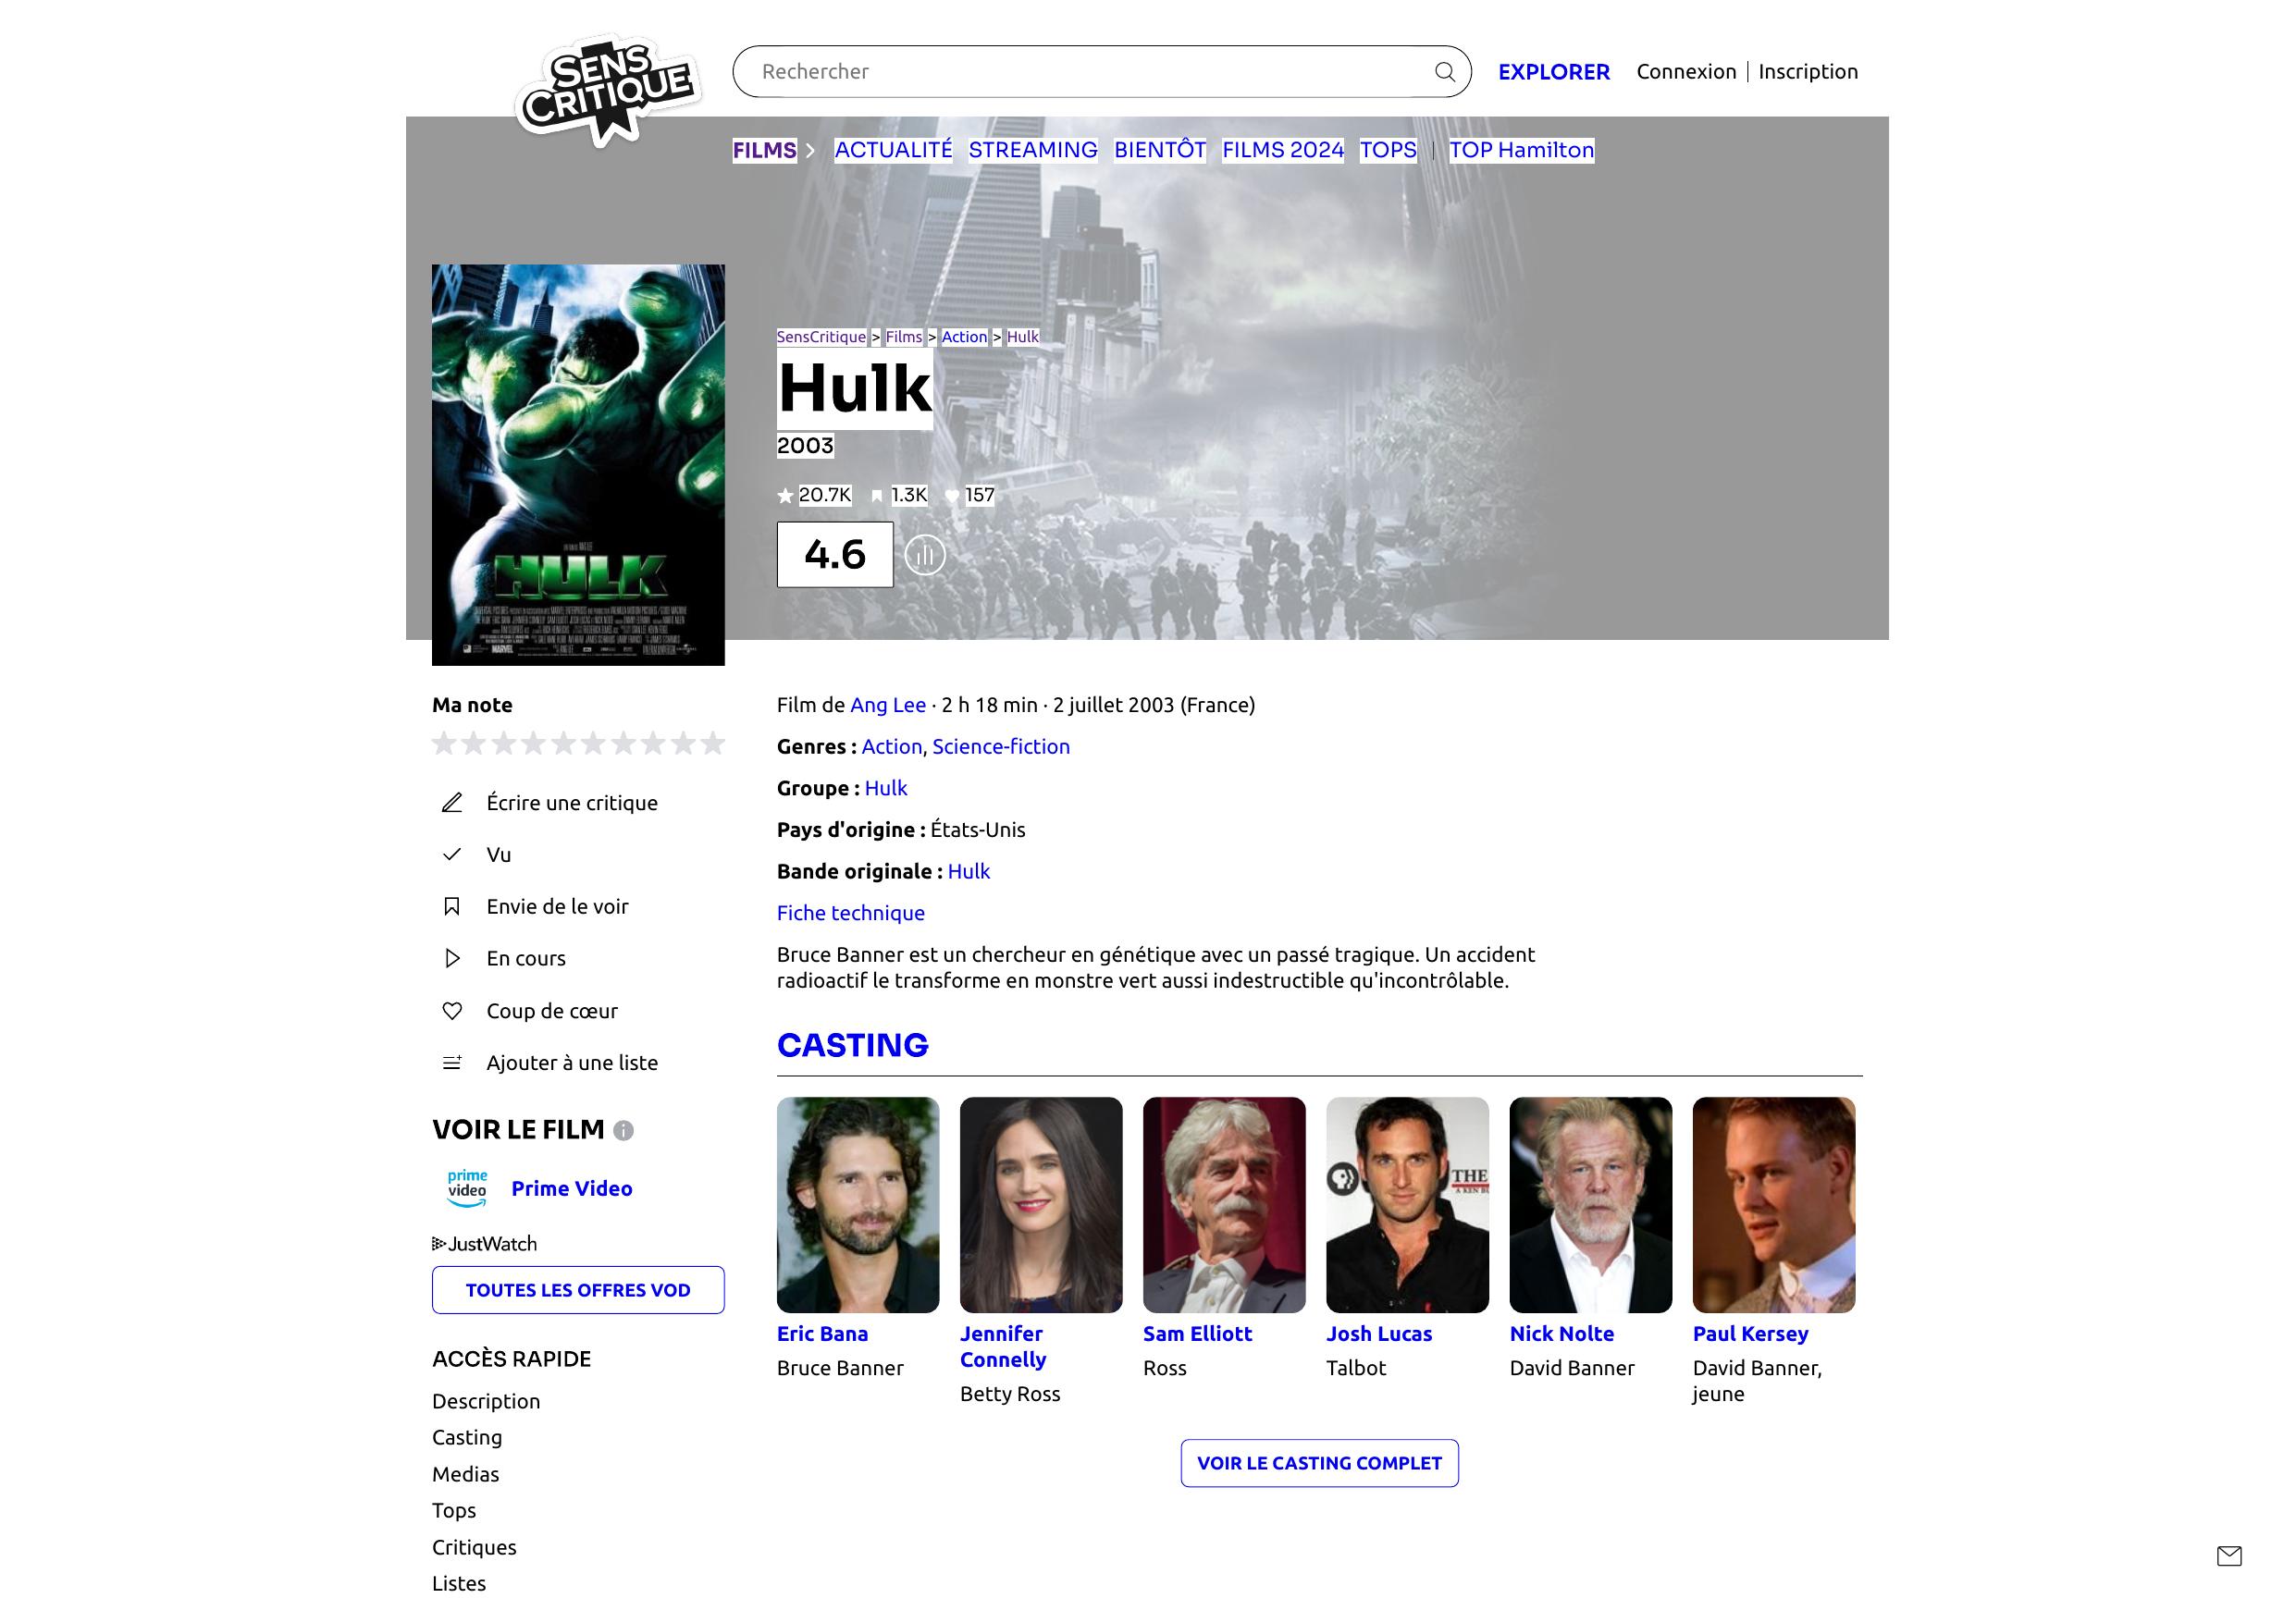 SENS
CRITIQUE
Rechercher
EXPLORER Connexion | Inscription
FILMS ACTUALITÉ STREAMING BIENTÔT FILMS 2024 TOPS | TOP Hamilton
SensCritique > Films > Action > Hulk
Hulk
2003
20.7K 1.3K 157
4.6
HULK
MARVEL
Ma note
Écrire une critique
Vu
Envie de le voir
En cours
Coup de cœur
Ajouter à une liste
VOIR LE FILM
prime
video
Prime Video
JustWatch
TOUTES LES OFFRES VOD
ACCÈS RAPIDE
Description
Casting
Medias
Tops
Critiques
Listes
Film de Ang Lee · 2 h 18 min · 2 juillet 2003 (France)
Genres : Action, Science-fiction
Groupe : Hulk
Pays d'origine : États-Unis
Bande originale : Hulk
Fiche technique
Bruce Banner est un chercheur en génétique avec un passé tragique. Un accident
radioactif le transforme en monstre vert aussi indestructible qu'incontrôlable.
CASTING
THE
Eric Bana
Bruce Banner
Jennifer
Connelly
Betty Ross
Sam Elliott
Ross
Josh Lucas
Talbot
Nick Nolte
David Banner
Paul Kersey
David Banner,
jeune
VOIR LE CASTING COMPLET